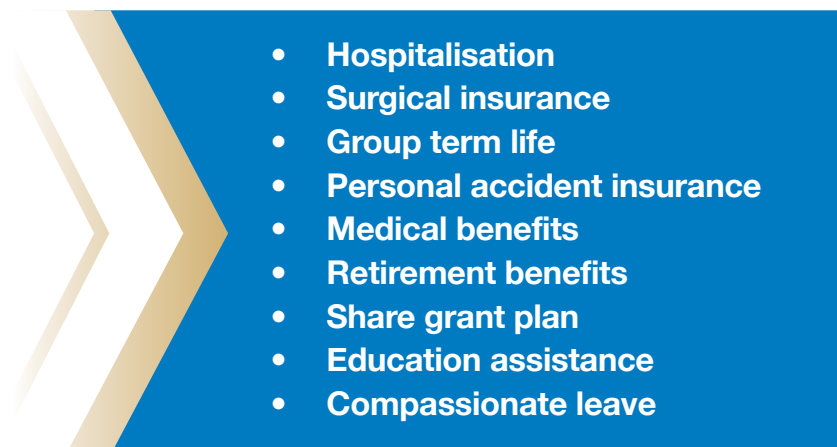 • Hospitalisation
• Surgical insurance
• Group term life
• Personal accident insurance
• Medical benefits
• Retirement benefits
• Share grant plan
• Education assistance
• Compassionate leave